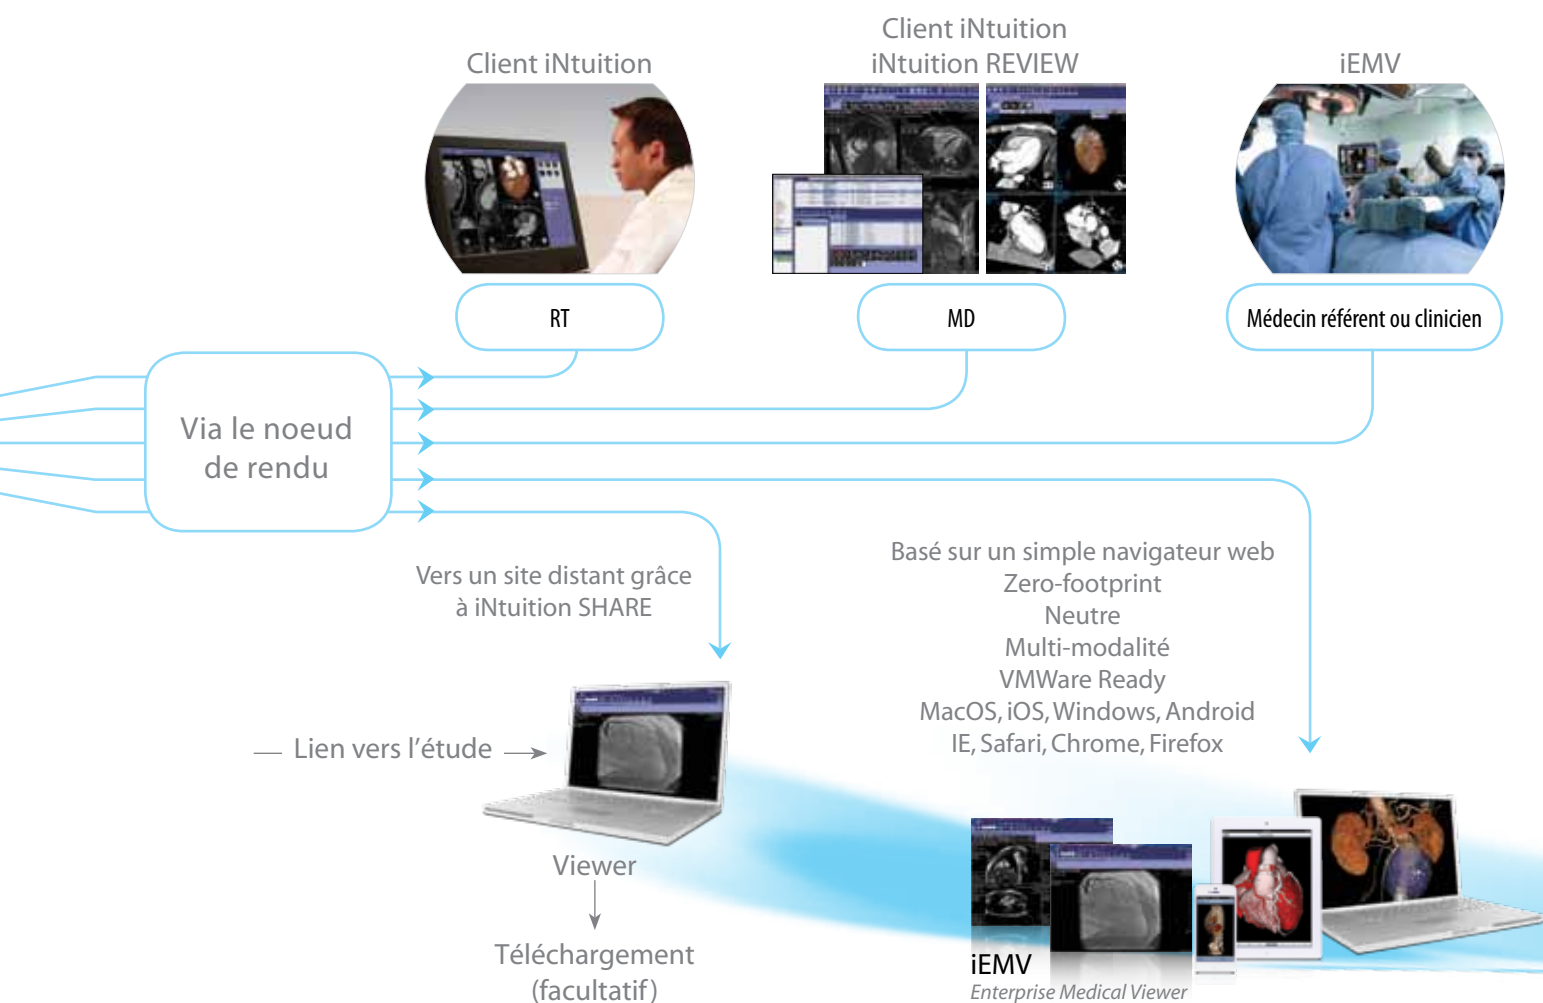 Client iNtuition
Client iNtuition
iNtuition REVIEW
iEMV
RT
MD
Médecin référent ou clinicien
Via le noeud
de rendu
Vers un site distant grâce
à iNtuition SHARE
Basé sur un simple navigateur web
Zero-footprint
Neutre
Multi-modalité
VMWare Ready
MacOS, iOS, Windows, Android
IE, Safari, Chrome, Firefox
Lien vers l'étude
Viewer
Téléchargement
(facultatif)
iEMV
Enterprise Medical Viewer